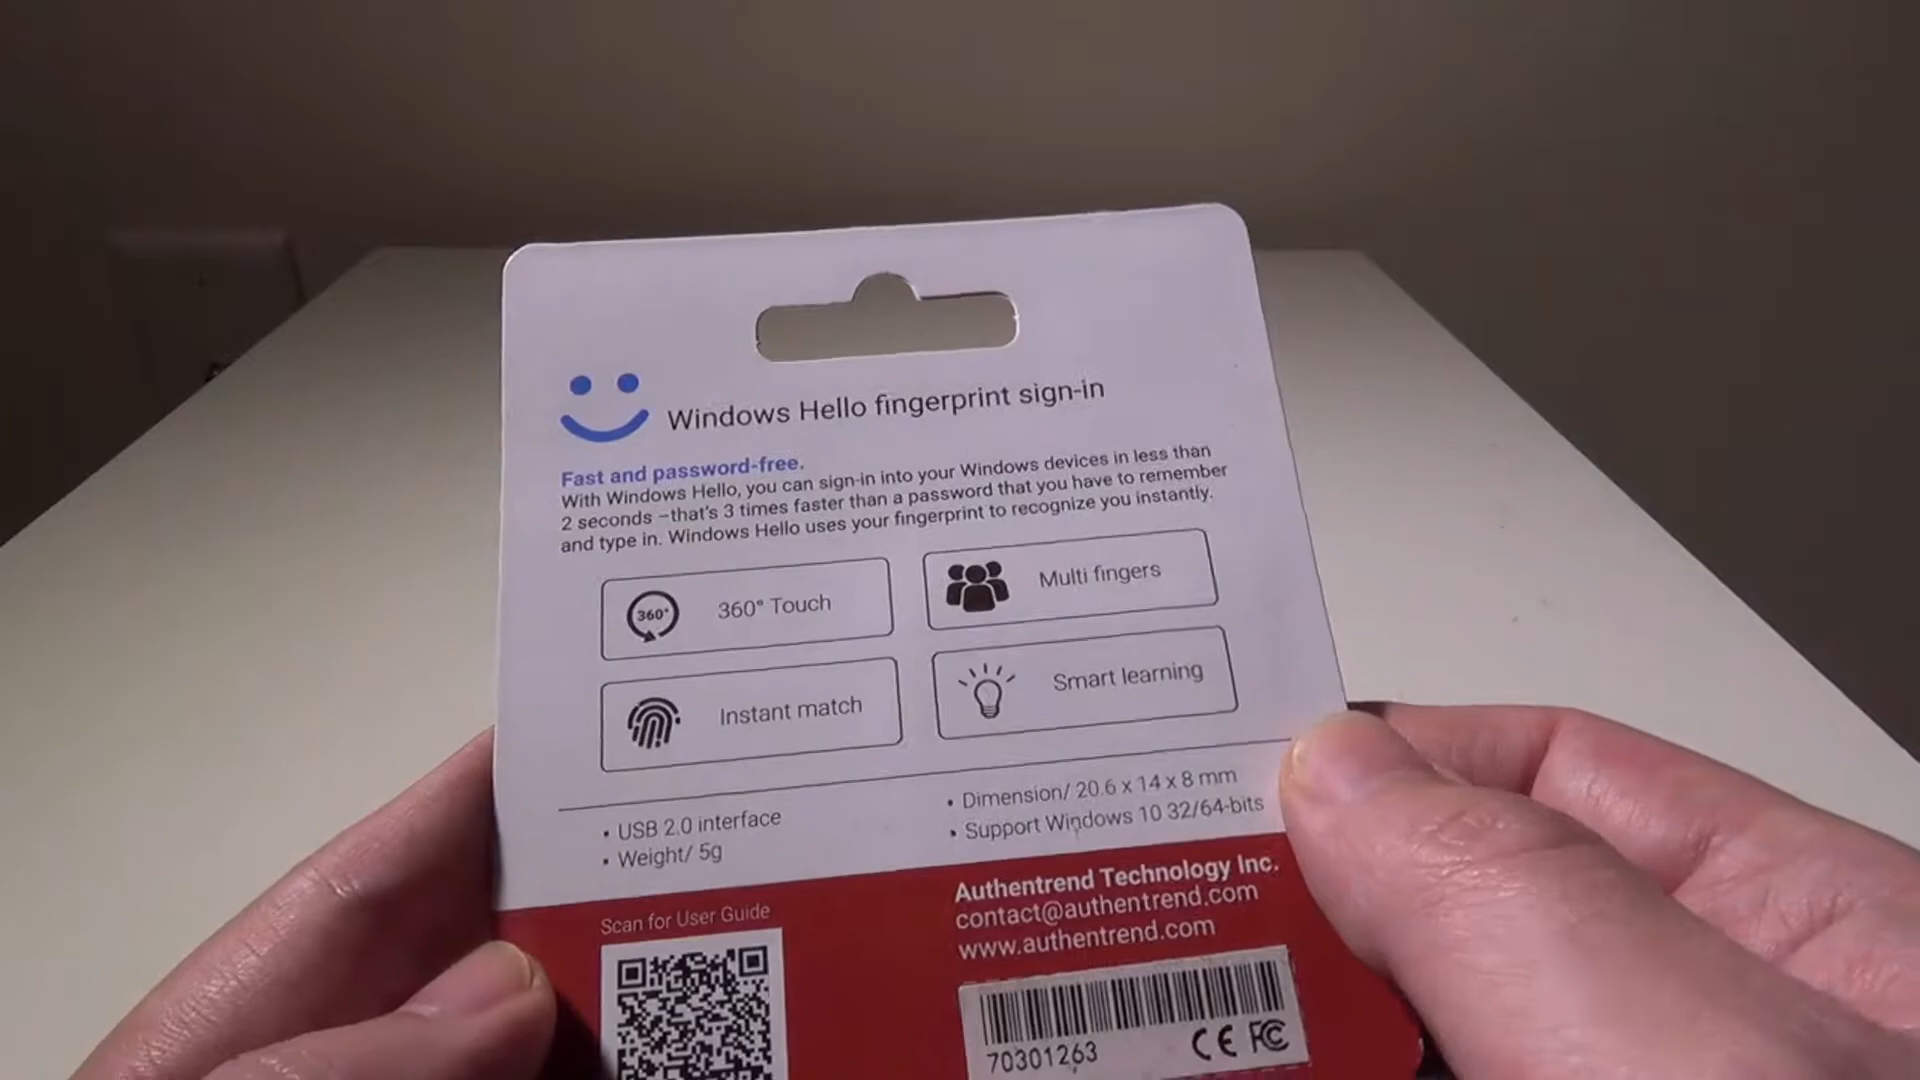 Windows Hello fingerprint sign-in
Fast and password-free.
With Windows Hello, you can sign-in into your Windows devices in less than
2 seconds –that's 3 times faster than a password that you have to remember
and type in. Windows Hello uses your fingerprint to recognize you instantly.
360°
360° Touch
Multi fingers
Instant match
Smart learning
• USB 2.0 interface
• Weight/ 5g
• Dimension/ 20.6 x 14 x 8 mm
• Support Windows 10 32/64-bits
Scan for User Guide
Authentrend Technology Inc.
contact@authentrend.com
www.authentrend.com
70301263
CE FC